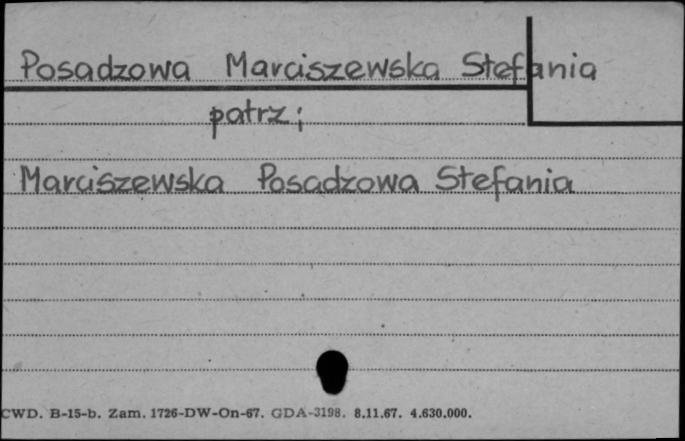 Posadzowa Marciszewska Stefania
patrz;
Marciszewska Posadzowa Stefania
CWD. B-15-b. Zam. 1726-DW-On-67. GDA-3198. 8.11.67. 4.630.000.